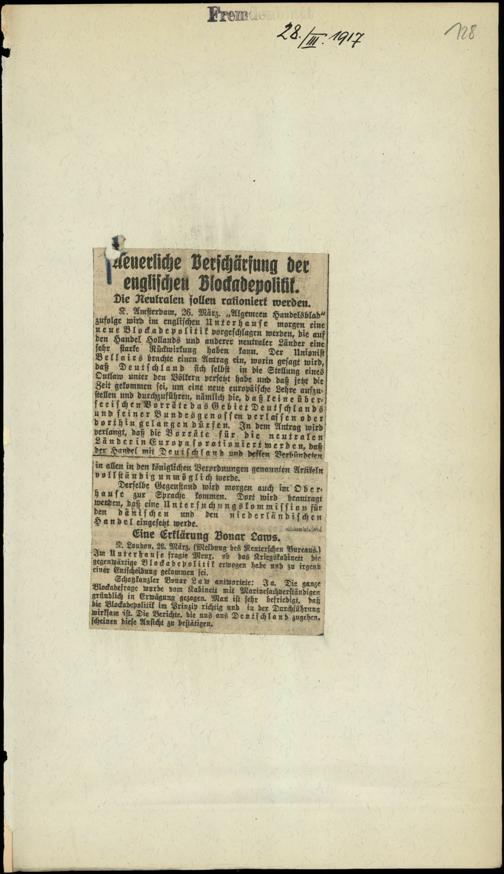 Fremdenblatt
28./III. 1917
128
Neuerliche Verschärfung der
englischen Blockadepolitik.
Die Neutralen sollen rationiert werden.
N. Amsterdam, 26. März. „Algemeen Handelsblad"
zufolge wird im englischen Unterhause morgen eine
neue Blockadepolitik vorgeschlagen werden, die auf
den Handel Hollands und anderer neutraler Länder eine
sehr starke Rückwirkung haben kann. Der Unionist
Bellairs brachte einen Antrag ein, worin gesagt wird,
daß Deutschland sich selbst in die Stellung eines
Outlaw unter den Völkern versetzt habe und daß jetzt die
Zeit gekommen sei, um eine neue europäische Lehre aufzu-
stellen und durchzuführen, nämlich die, daß keine über-
seeischen Vorräte das Gebiet Deutschlands
und seiner Bundesgenossen verlassen oder
dorthin gelangen dürfen. In dem Antrag wird
verlangt, daß die Vorräte für die neutralen
Länder in Europa so rationiert werden, daß
der Handel mit Deutschland und dessen Verbündeten
in allen in den königlichen Verordnungen genannten Artikeln
vollständig unmöglich werde.
Derselbe Gegenstand wird morgen auch im Ober-
hause zur Sprache kommen. Dort wird beantragt
werden, daß eine Untersuchungskommission für
den dänischen und den niederländischen
Handel eingesetzt werde.
Eine Erklärung Bonar Laws.
N. London, 26. März. (Meldung des Reuterschen Bureaus.)
Im Unterhause fragte Meux, ob das Kriegskabinett die
gegenwärtige Blockadepolitik erwogen habe und zu irgend
einer Entscheidung gekommen sei.
Schatzkanzler Bonar Law antwortete: Ja. Die ganze
Blockadefrage wurde vom Kabinett mit Marinesachverständigen
gründlich in Erwägung gezogen. Man ist sehr befriedigt, daß
die Blockadepolitik im Prinzip richtig und in der Durchführung
wirksam ist. Die Berichte, die uns aus Deutschland zugehen,
scheinen diese Ansicht zu bestätigen.